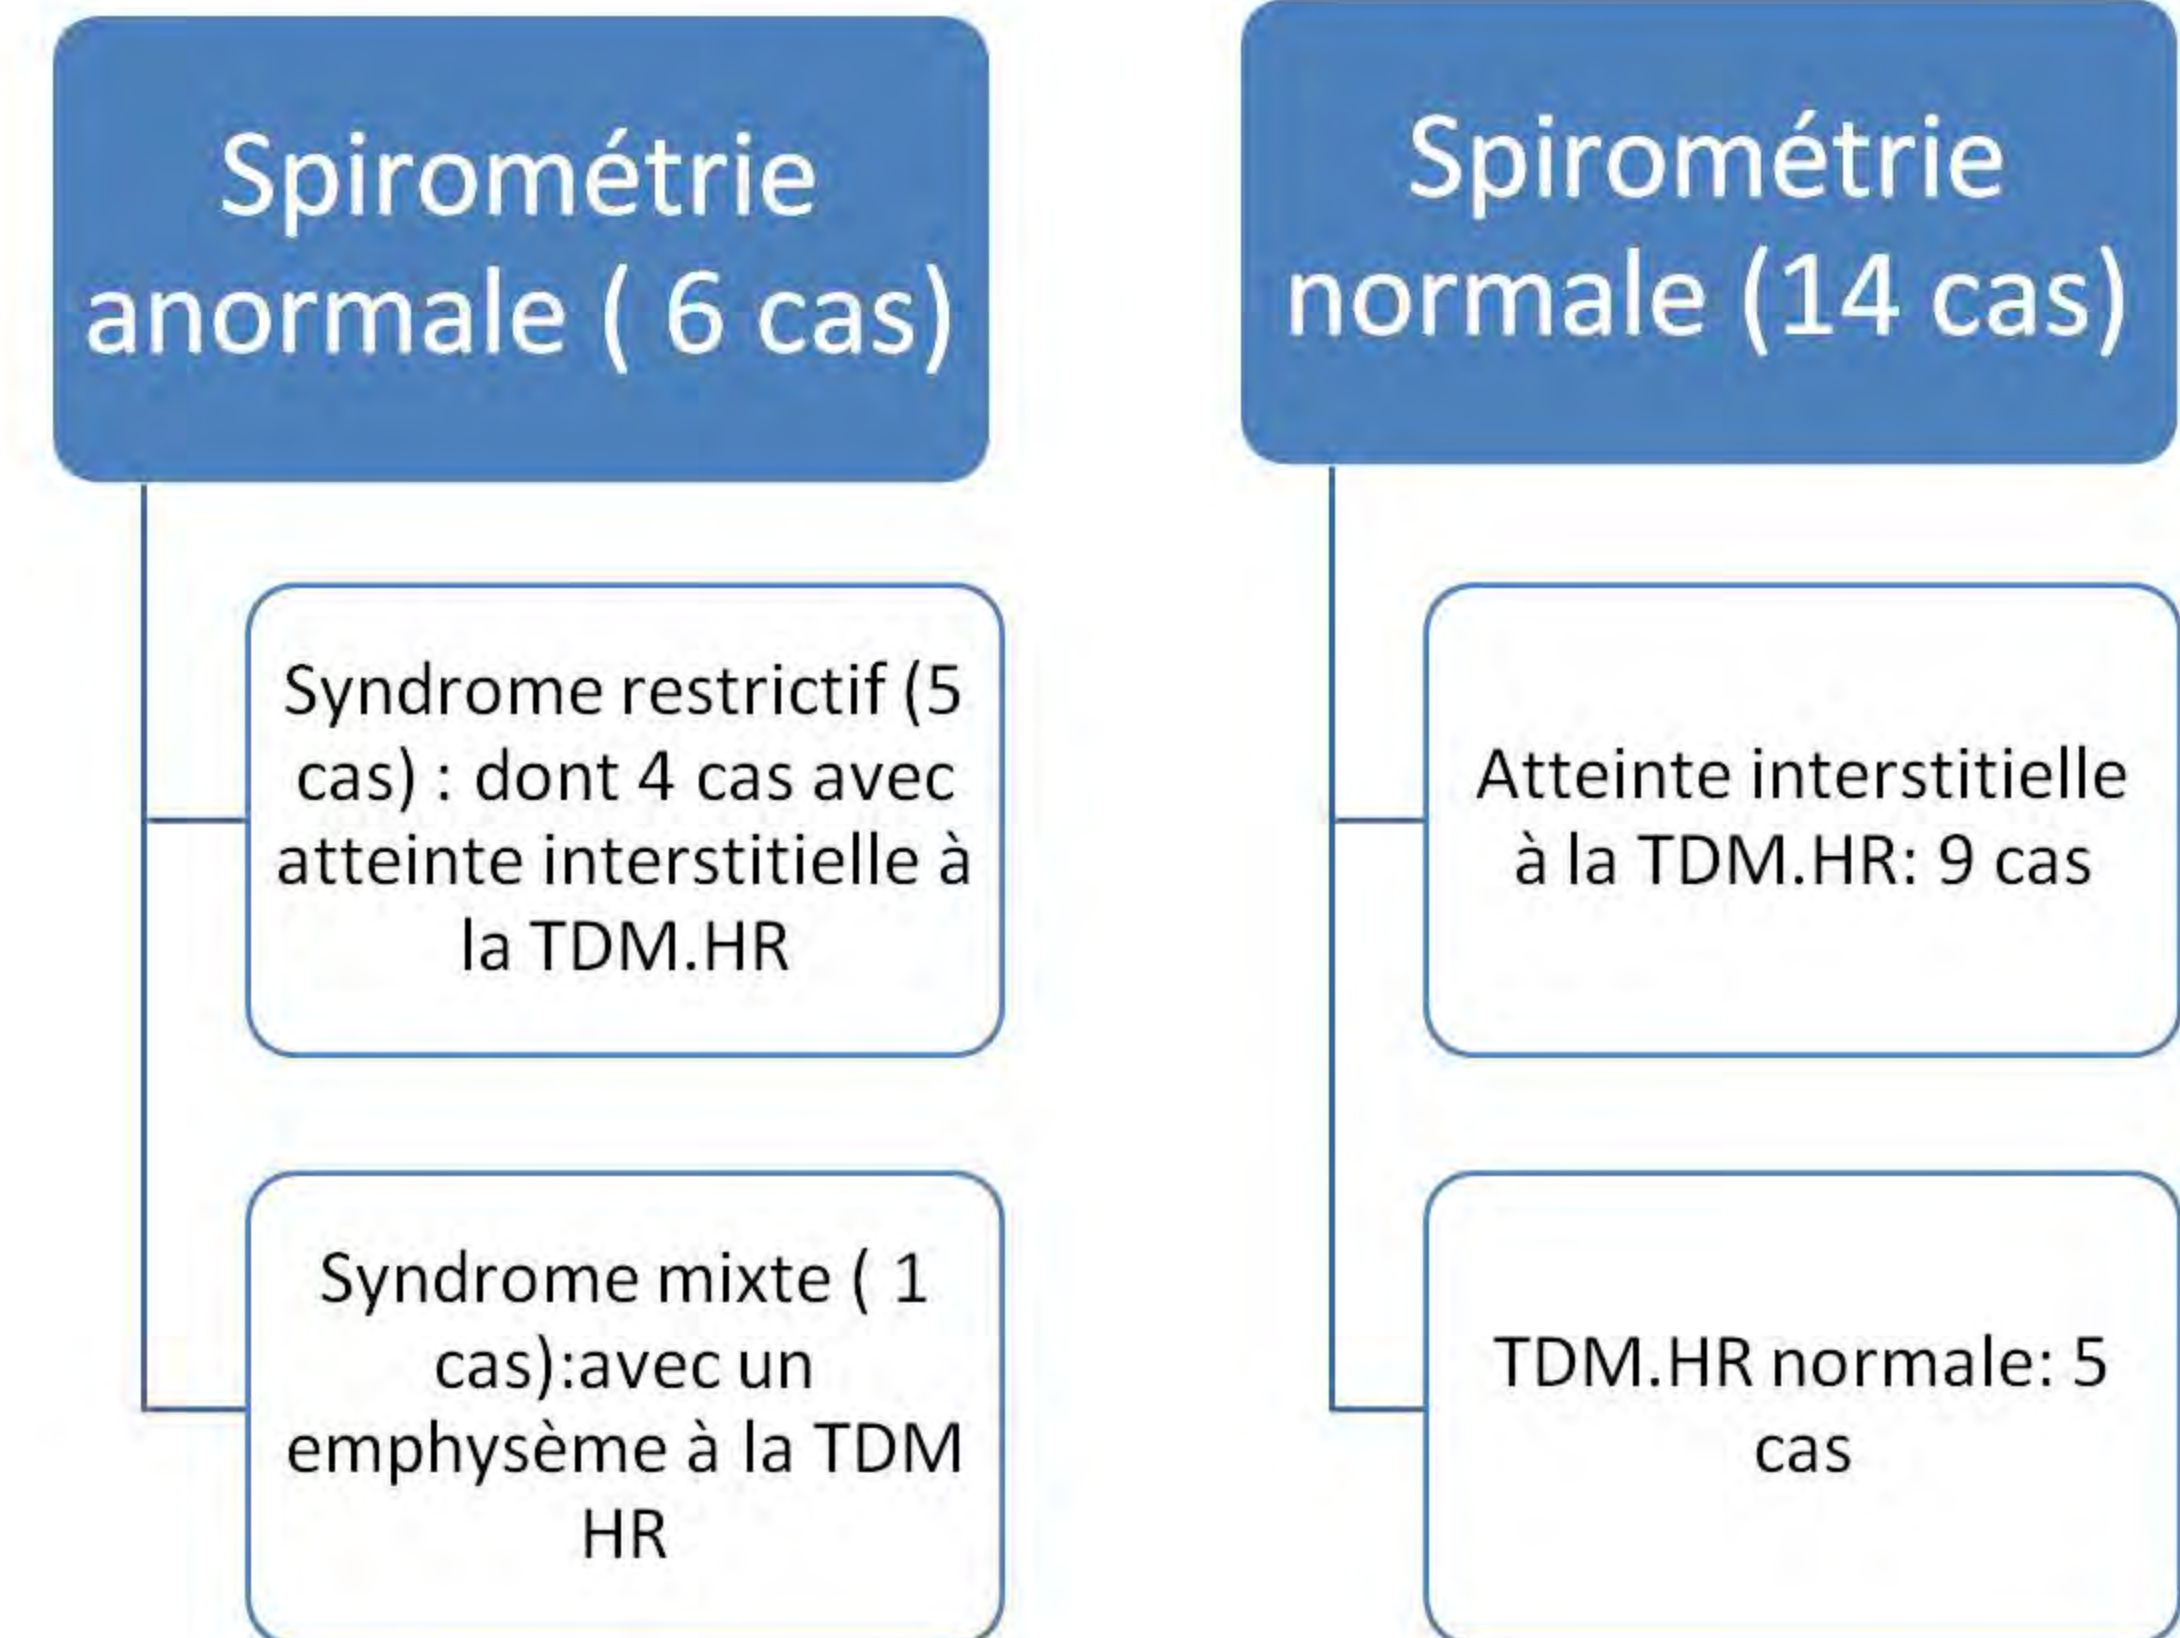 Spirométrie
anormale ( 6 cas)
Syndrome restrictif (5
cas) : dont 4 cas avec
atteinte interstitielle à
la TDM.HR
Syndrome mixte ( 1
cas):avec un
emphysème à la TDM
HR
Spirométrie
normale (14 cas)
Atteinte interstitielle
à la TDM.HR: 9 cas
TDM.HR normale: 5
cas